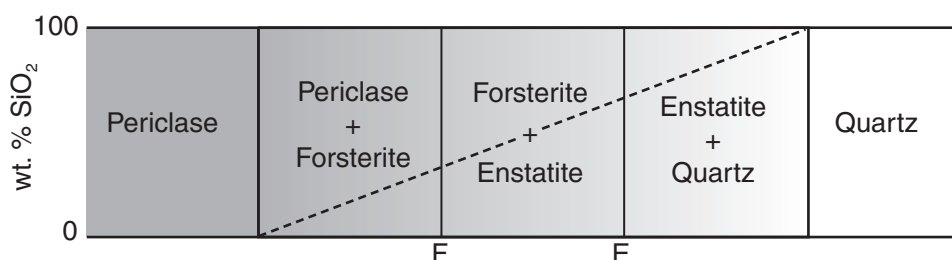 100
wt. % SiO2
0
Periclase
Periclase
+
Forsterite
Forsterite
+
Enstatite
Enstatite
+
Quartz
Quartz